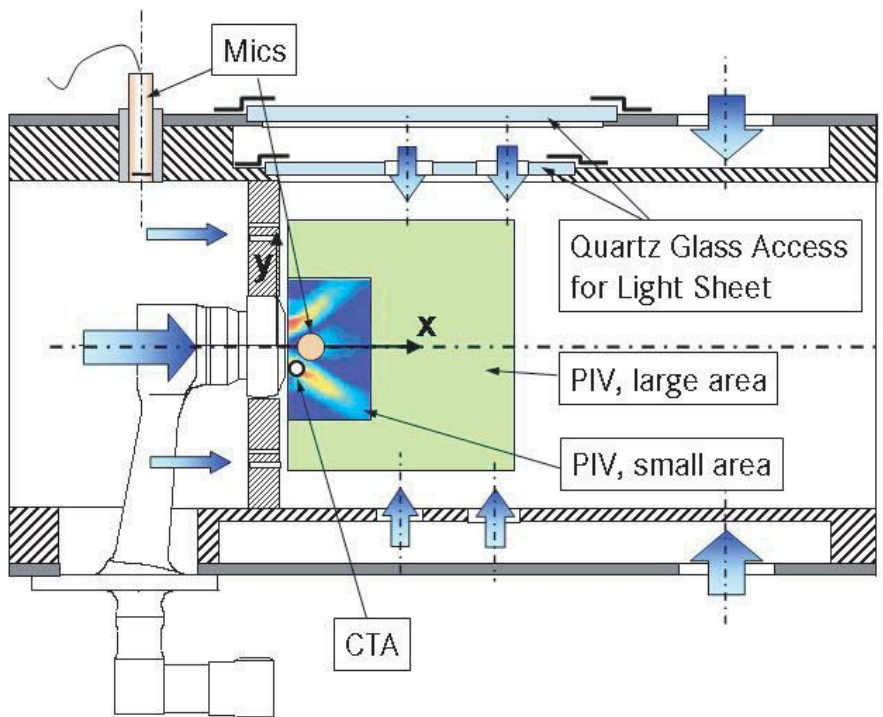 Mics
Quartz Glass Access
for Light Sheet
y
x
PIV, large area
PIV, small area
CTA